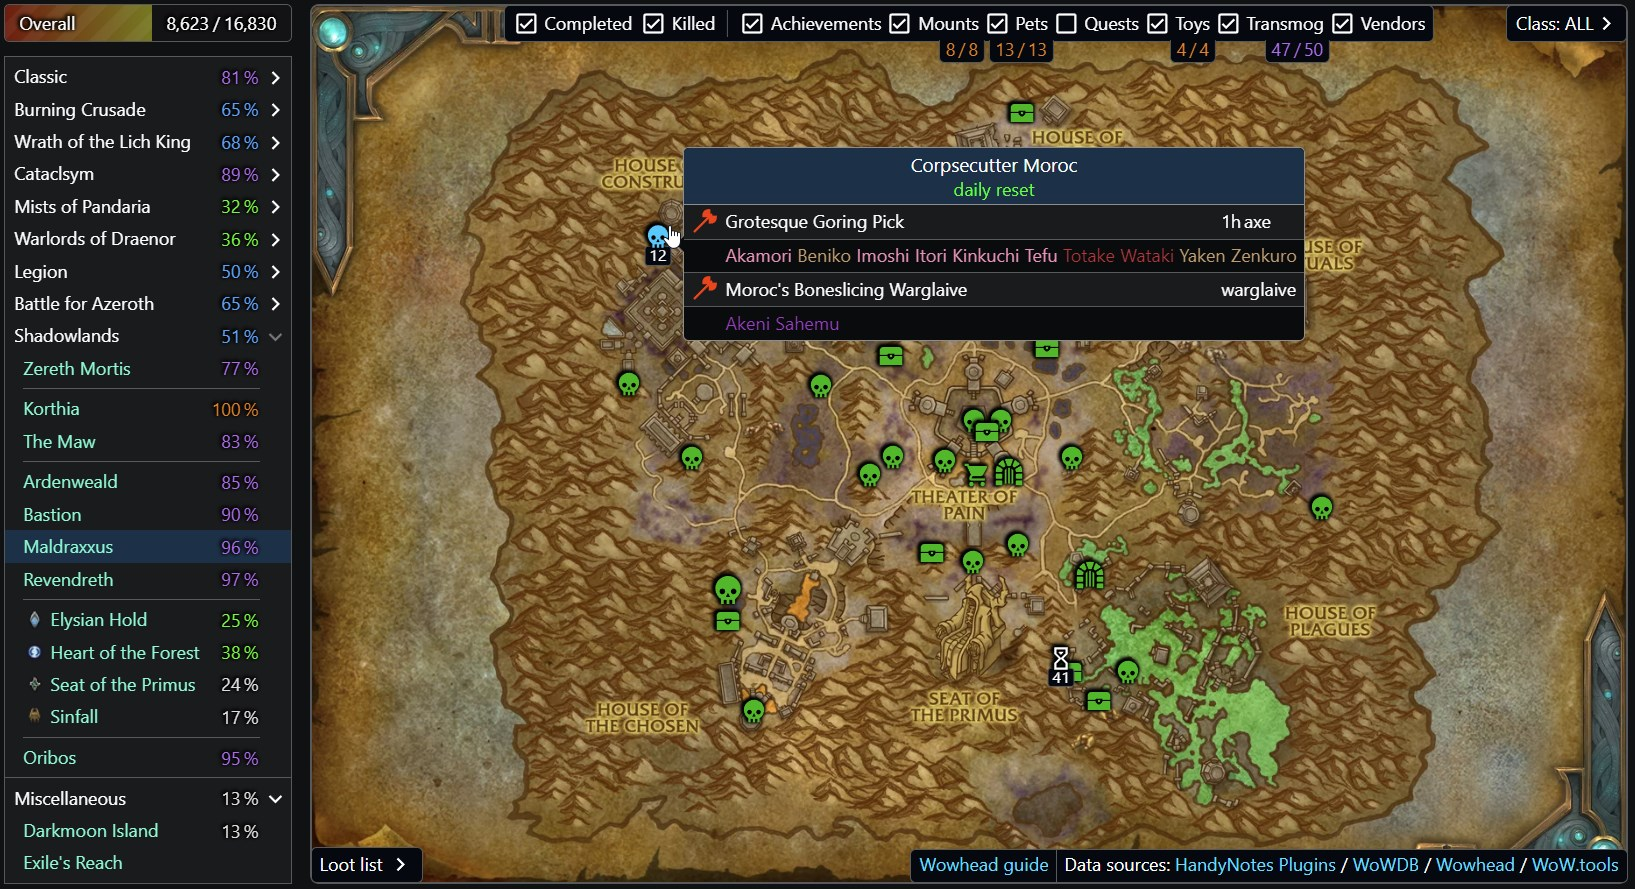 Overall 8,623 / 16,830
Completed Killed Achievements Mounts Pets Quests Toys Transmog Vendors
Class: ALL
8 / 8 13 / 13 4 / 4 47 / 50
Classic 81 %
Burning Crusade 65 %
Wrath of the Lich King 68 %
Cataclsym 89 %
Mists of Pandaria 32 %
Warlords of Draenor 36 %
Legion 50 %
Battle for Azeroth 65 %
Shadowlands 51 %
Zereth Mortis 77 %
Korthia 100 %
The Maw 83 %
Ardenweald 85 %
Bastion 90 %
Maldraxxus 96 %
Revendreth 97 %
Elysian Hold 25 %
Heart of the Forest 38 %
Seat of the Primus 24 %
Sinfall 17 %
Oribos 95 %
Miscellaneous 13 %
Darkmoon Island 13 %
Exile's Reach
HOUSE OF
HOUSE
CONSTRU
Corpsecutter Moroc
daily reset
Grotesque Goring Pick 1h axe
Akamori Beniko Imoshi Itori Kinkuchi Tefu Totake Wataki Yaken Zenkuro
Moroc's Boneslicing Warglaive warglaive
Akeni Sahemu
12
SE OF
UALS
THEATER OF
PAIN
HOUSE OF
PLAGUES
41
SEAT OF
THE PRIMUS
HOUSE OF
THE CHOSEN
Loot list
Wowhead guide
Data sources: HandyNotes Plugins / WoWDB / Wowhead / WoW.tools